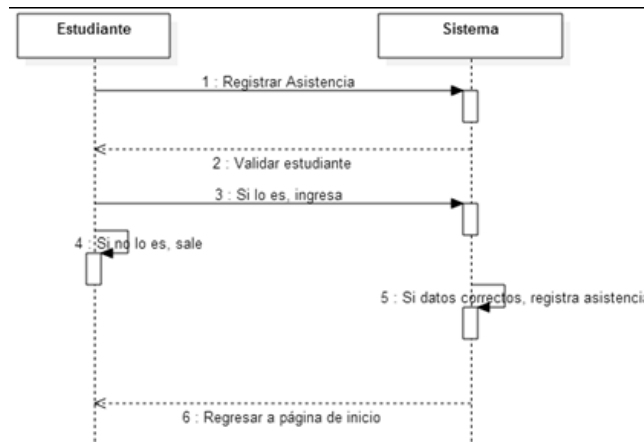 Estudiante
Sistema
1 : Registrar Asistencia
2 : Validar estudiante
3 : Si lo es, ingresa
4 : Si no lo es, sale
5 : Si datos correctos, registra asistencia
6 : Regresar a página de inicio